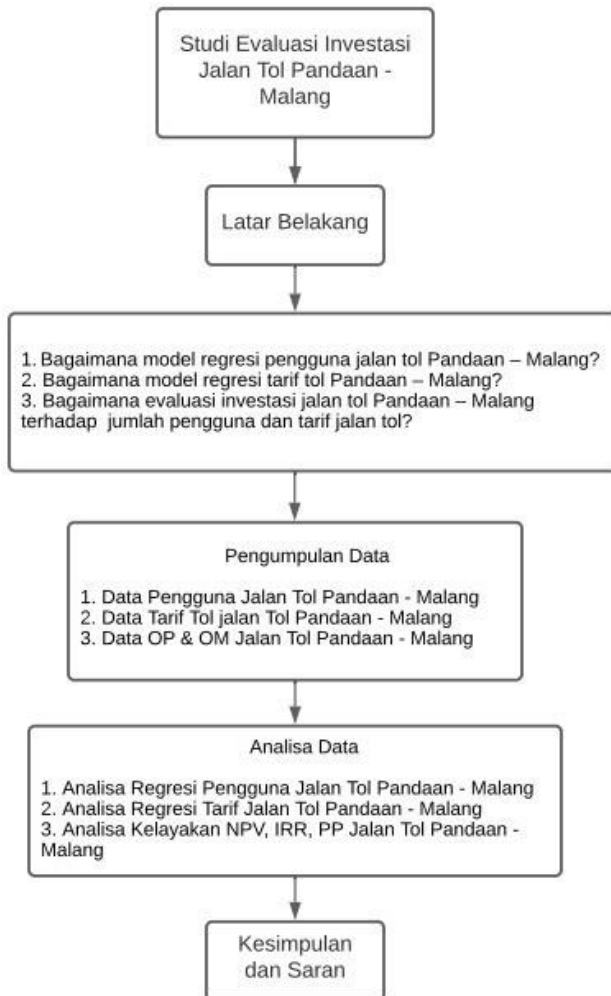 Studi Evaluasi Investasi
Jalan Tol Pandaan -
Malang
Latar Belakang
1. Bagaimana model regresi pengguna jalan tol Pandaan – Malang?
2. Bagaimana model regresi tarif tol Pandaan – Malang?
3. Bagaimana evaluasi investasi jalan tol Pandaan – Malang
terhadap jumlah pengguna dan tarif jalan tol?
Pengumpulan Data
1. Data Pengguna Jalan Tol Pandaan - Malang
2. Data Tarif Tol jalan Tol Pandaan - Malang
3. Data OP & OM Jalan Tol Pandaan - Malang
Analisa Data
1. Analisa Regresi Pengguna Jalan Tol Pandaan - Malang
2. Analisa Regresi Tarif Jalan Tol Pandaan - Malang
3. Analisa Kelayakan NPV, IRR, PP Jalan Tol Pandaan -
Malang
Kesimpulan
dan Saran